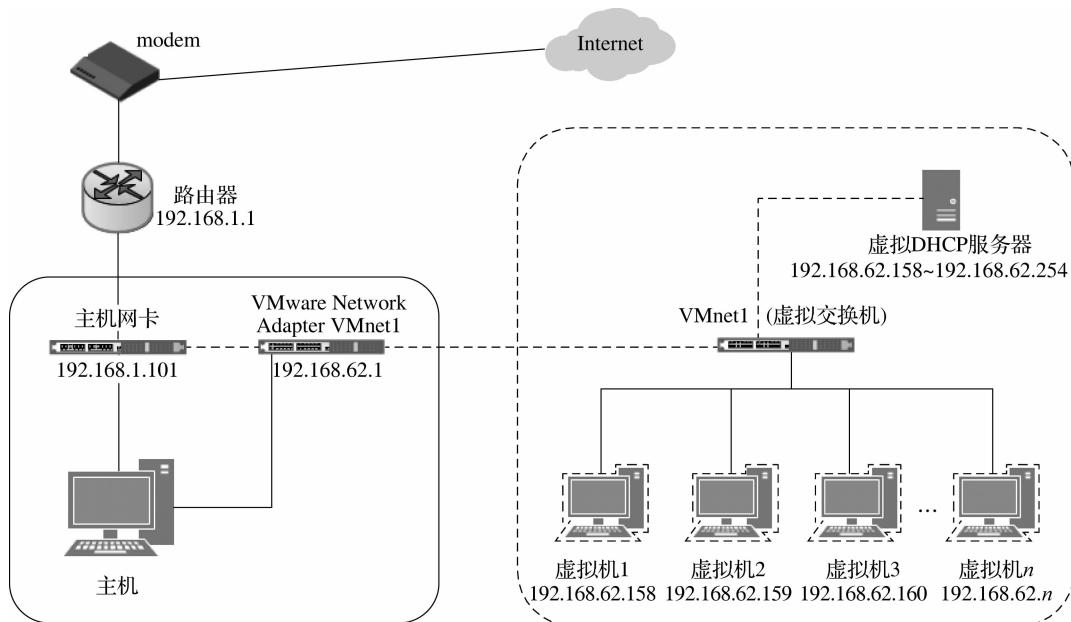 modem
Internet
路由器
192.168.1.1
虚拟DHCP服务器
192.168.62.158~192.168.62.254
主机网卡
192.168.1.101
VMware Network
Adapter VMnet1
192.168.62.1
VMnet1 (虚拟交换机)
主机
虚拟机1
192.168.62.158
虚拟机2
192.168.62.159
虚拟机3
192.168.62.160
...
虚拟机n
192.168.62.n